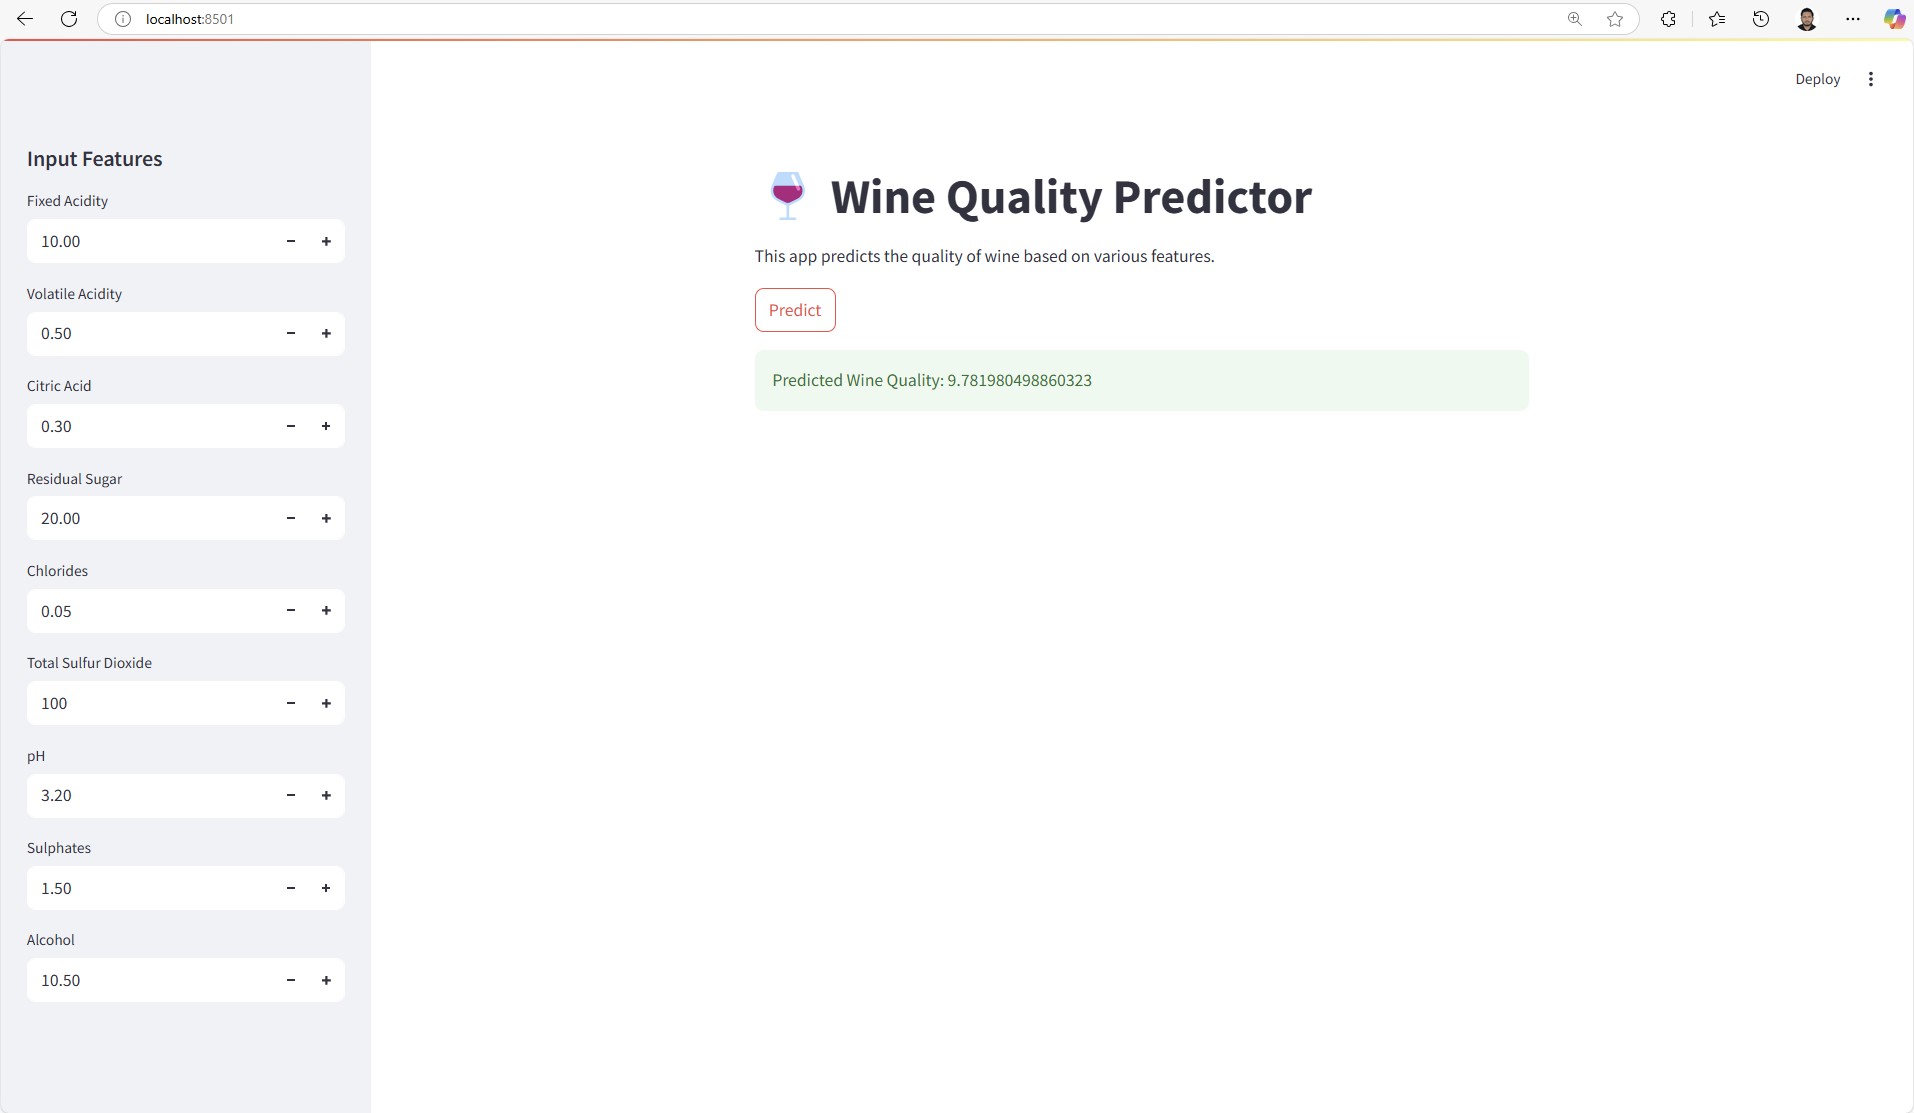 localhost:8501
Deploy
Input Features
Fixed Acidity
10.00
Volatile Acidity
0.50
Citric Acid
0.30
Residual Sugar
20.00
Chlorides
0.05
Total Sulfur Dioxide
100
pH
3.20
Sulphates
1.50
Alcohol
10.50
Wine Quality Predictor
This app predicts the quality of wine based on various features.
Predict
Predicted Wine Quality: 9.781980498860323